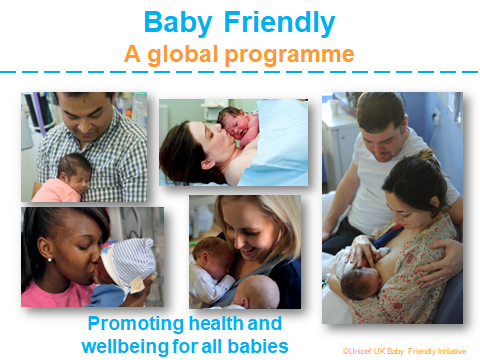 Baby Friendly
A global programme
Promoting health and
wellbeing for all babies
©Unicef UK Baby Friendly Initiative